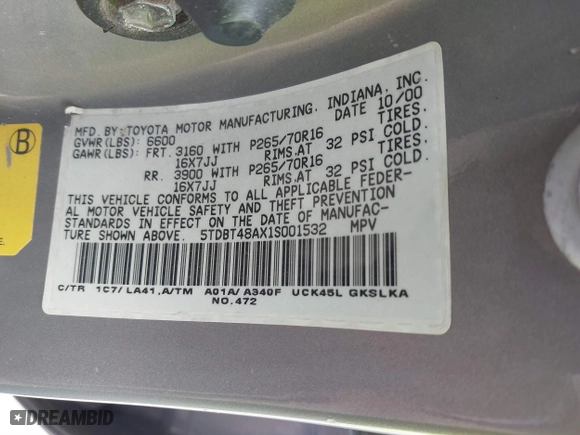 MFD. BY: TOYOTA MOTOR MANUFACTURING, INDIANA, INC.
GVWR(LBS): 6600 DATE 10/00
GAWR(LBS): FRT. 3160 WITH P265/70R16 TIRES,
16X7JJ RIMS.AT 32 PSI COLD.
RR. 3900 WITH P265/70R16 TIRES,
16X7JJ RIMS.AT 32 PSI COLD.
THIS VEHICLE CONFORMS TO ALL APPLICABLE FEDER-
AL MOTOR VEHICLE SAFETY AND THEFT PREVENTION
STANDARDS IN EFFECT ON THE DATE OF MANUFAC-
TURE SHOWN ABOVE. 5TDBT48AX1S001532 MPV
C/TR 1C7/LA41,A/TM A01A/A340F UCK45L GKSLKA
NO.472
B
E.
DREAMBID